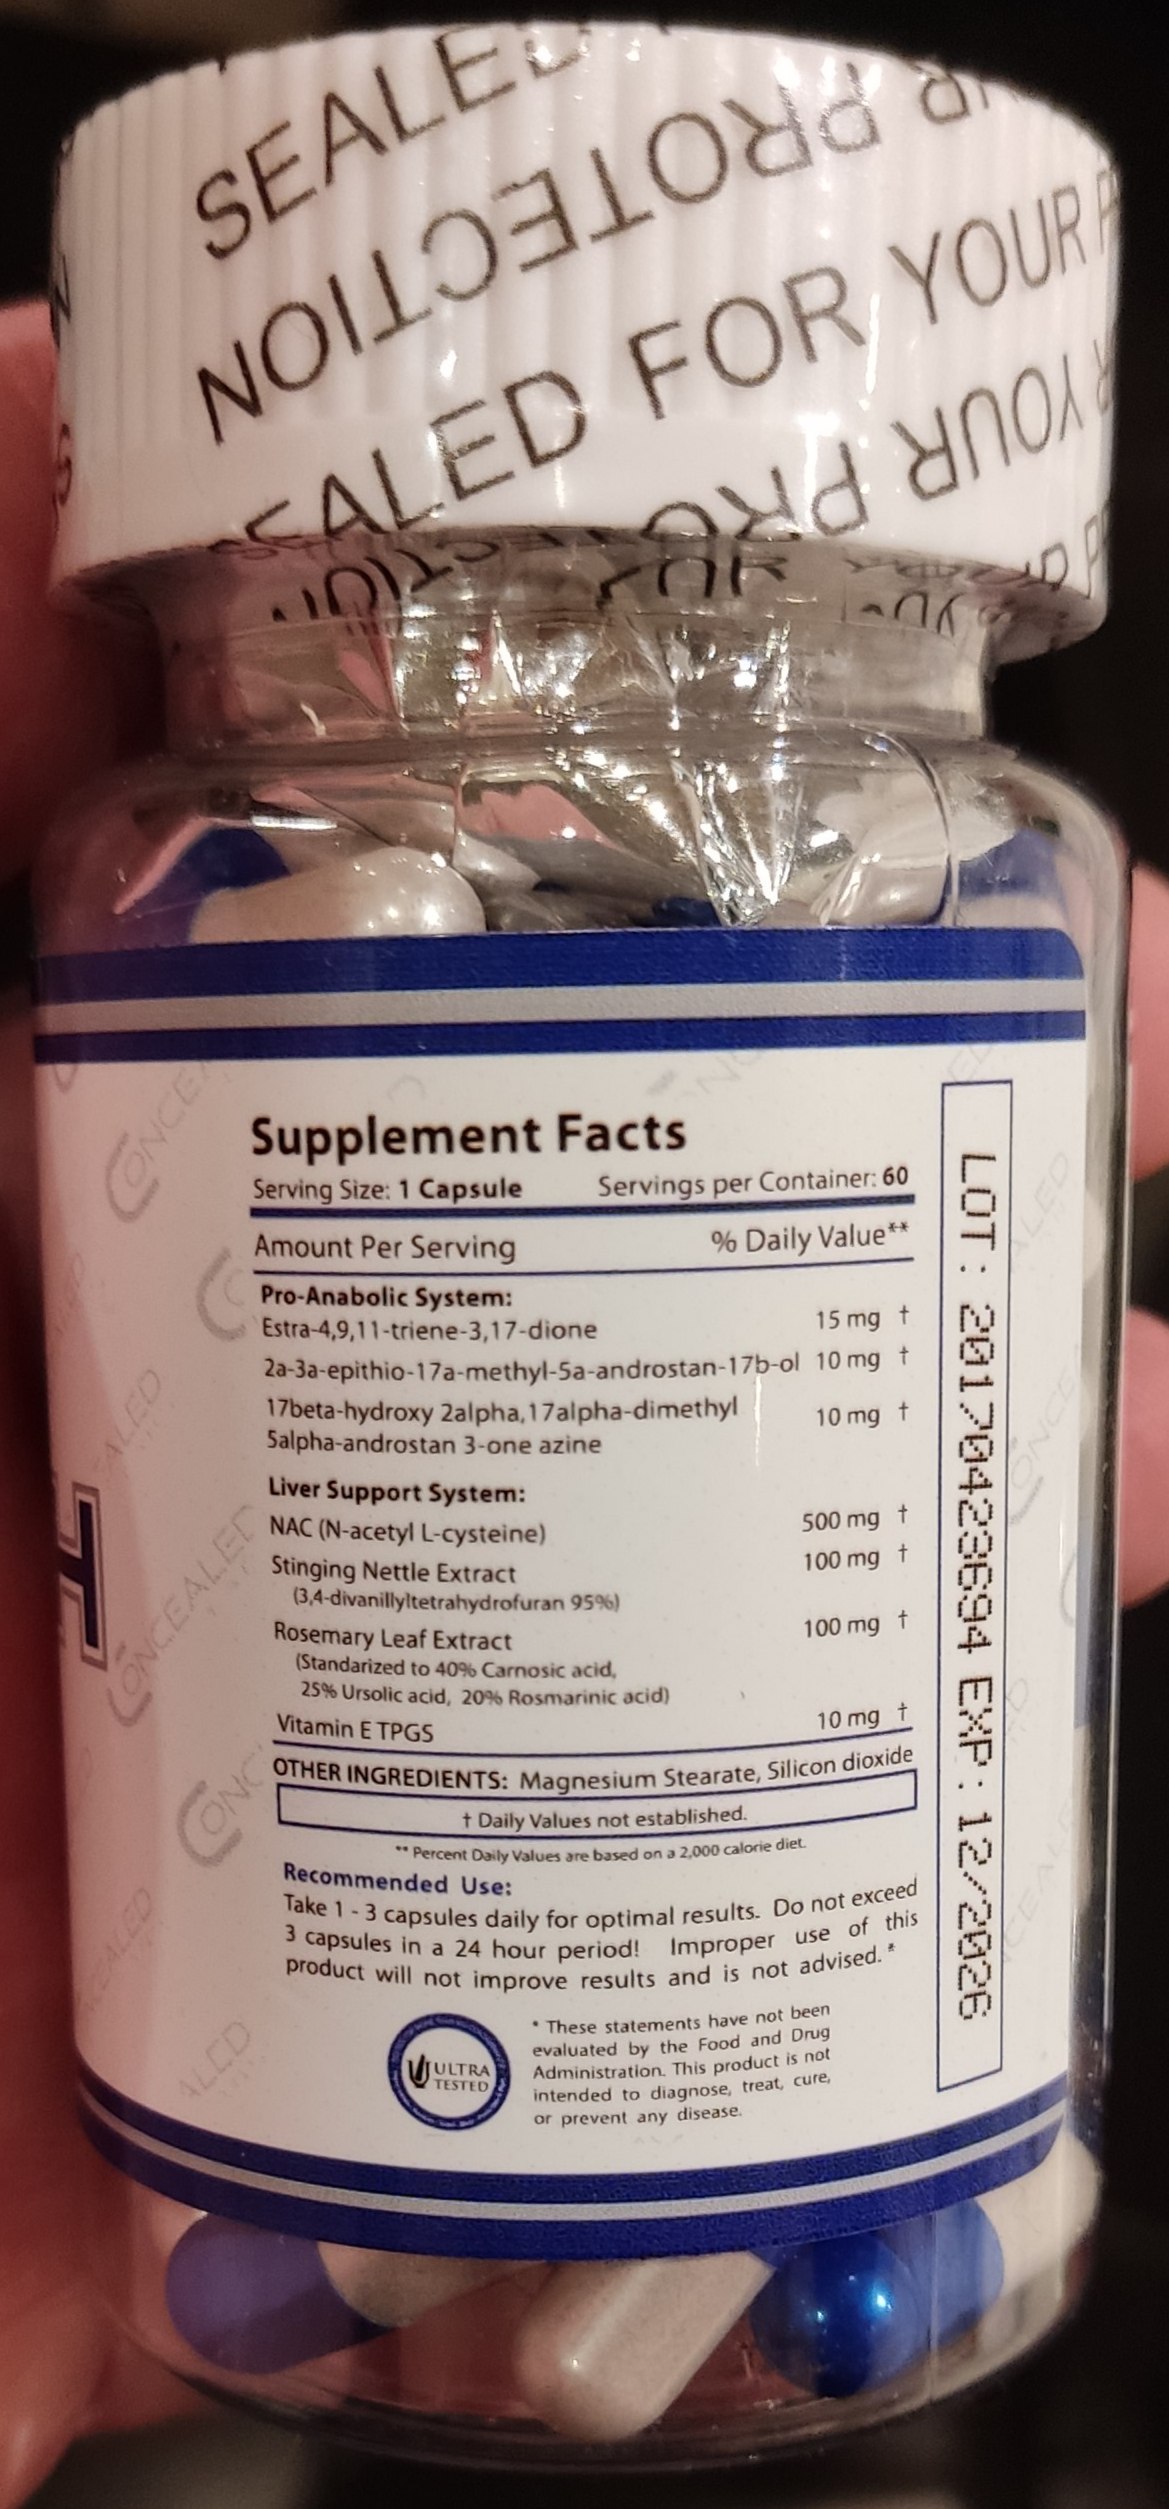 SEALED
PROTECTION
SEALED FOR YOUR
YOUR PRO
Supplement Facts
Serving Size: 1 Capsule Servings per Container: 60
Amount Per Serving % Daily Value**
Pro-Anabolic System:
Estra-4,9,11-triene-3,17-dione 15 mg †
2a-3a-epithio-17a-methyl-5a-androstan-17b-ol 10 mg †
17beta-hydroxy 2alpha,17alpha-dimethyl 10 mg †
5alpha-androstan 3-one azine
Liver Support System:
NAC (N-acetyl L-cysteine) 500 mg †
Stinging Nettle Extract 100 mg †
(3,4-divanillyltetrahydrofuran 95%)
Rosemary Leaf Extract 100 mg †
(Standarized to 40% Carnosic acid,
25% Ursolic acid, 20% Rosmarinic acid)
Vitamin E TPGS 10 mg †
OTHER INGREDIENTS: Magnesium Stearate, Silicon dioxide
† Daily Values not established.
** Percent Daily Values are based on a 2,000 calorie diet.
Recommended Use:
Take 1 - 3 capsules daily for optimal results. Do not exceed
3 capsules in a 24 hour period! Improper use of this
product will not improve results and is not advised.*
ULTRA
TESTED
* These statements have not been
evaluated by the Food and Drug
Administration. This product is not
intended to diagnose, treat, cure,
or prevent any disease.
LOT: 20170423694 EXP: 12/2026
CONCEALED